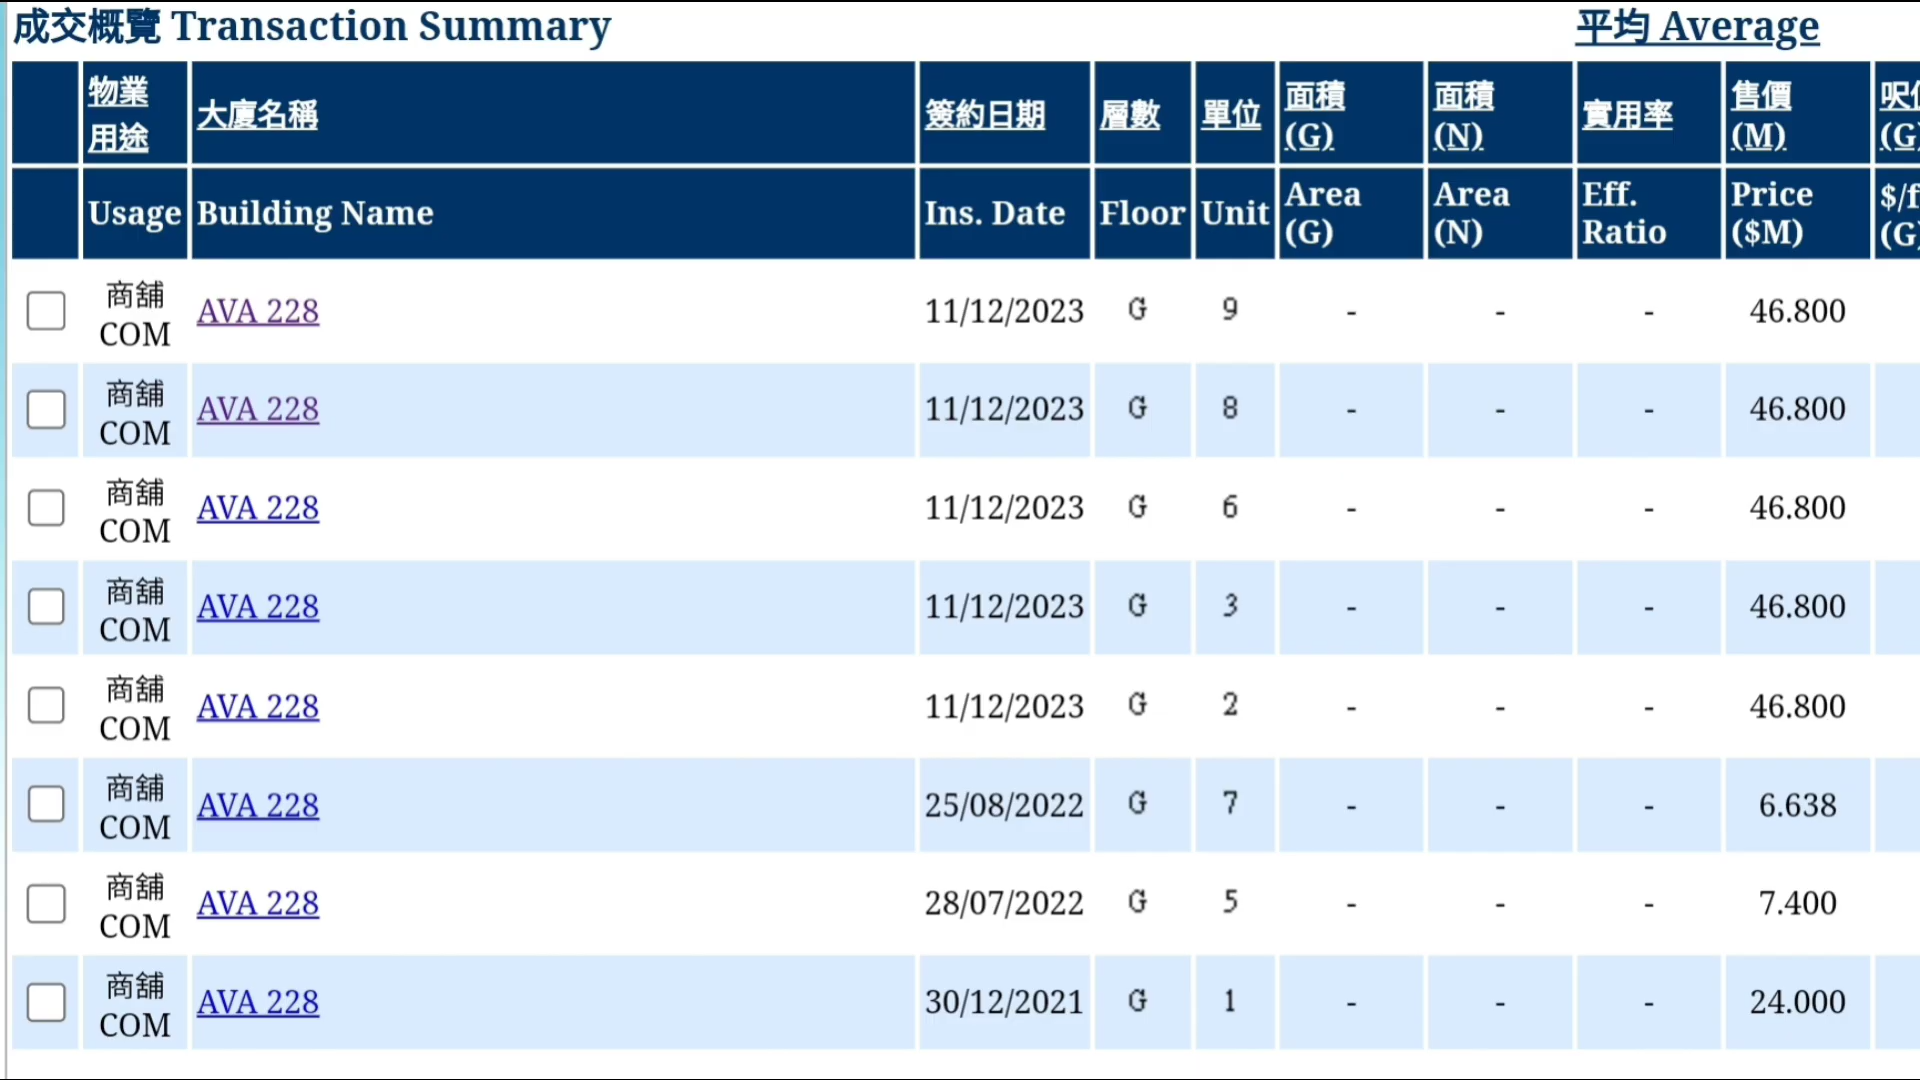 成交概覽 Transaction Summary 平均 Average
物業用途 大廈名稱 簽約日期 層數 單位 面積(G) 面積(N) 實用率 售價(M)
Usage Building Name Ins. Date Floor Unit Area (G) Area (N) Eff. Ratio Price ($M)
商舖 COM AVA 228 11/12/2023 G 9 - - - 46.800
商舖 COM AVA 228 11/12/2023 G 8 - - - 46.800
商舖 COM AVA 228 11/12/2023 G 6 - - - 46.800
商舖 COM AVA 228 11/12/2023 G 3 - - - 46.800
商舖 COM AVA 228 11/12/2023 G 2 - - - 46.800
商舖 COM AVA 228 25/08/2022 G 7 - - - 6.638
商舖 COM AVA 228 28/07/2022 G 5 - - - 7.400
商舖 COM AVA 228 30/12/2021 G 1 - - - 24.000